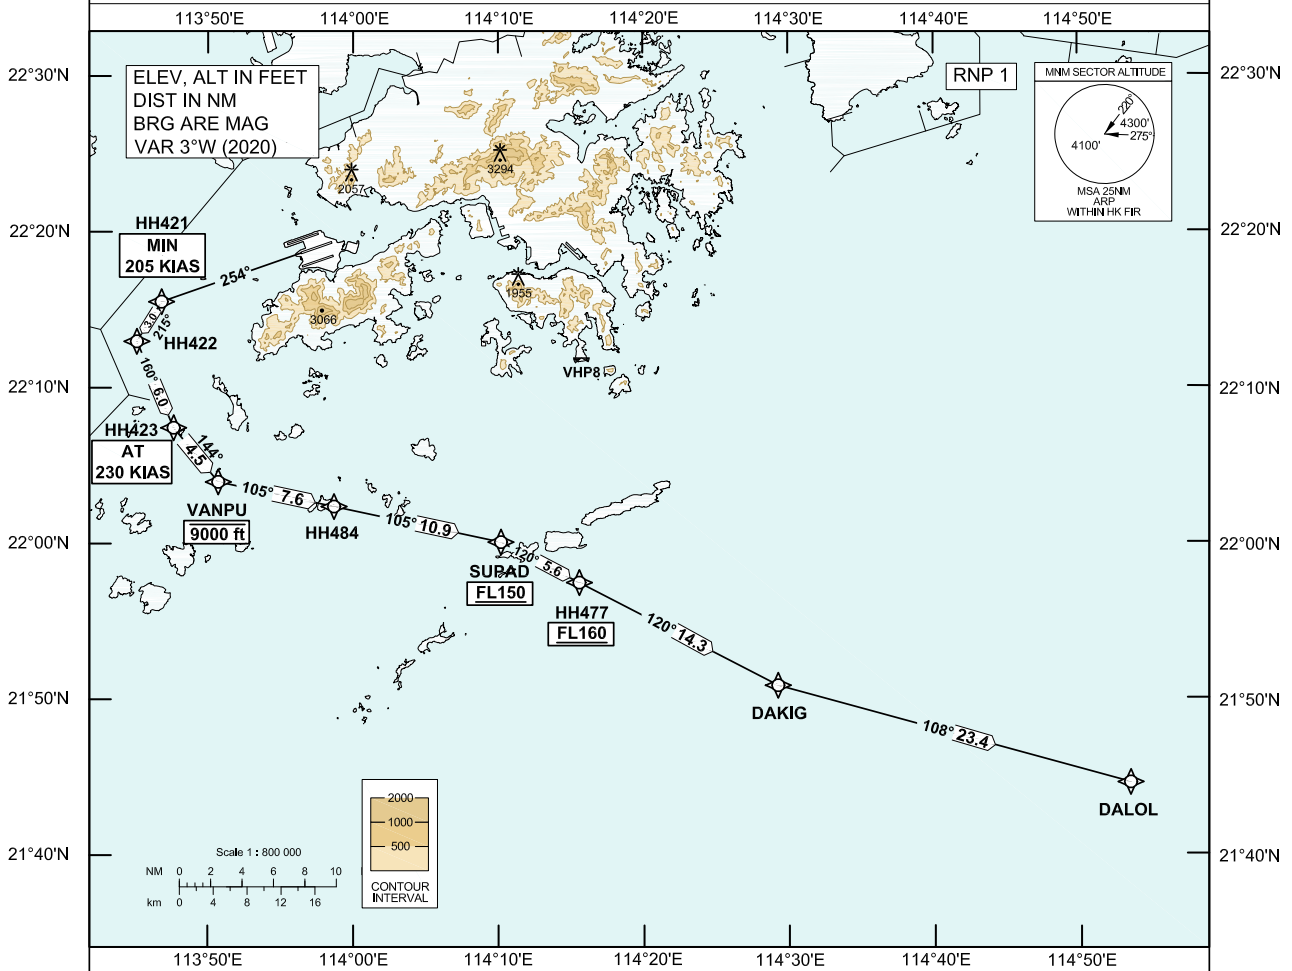 113°50'E 114°00'E 114°10'E 114°20'E 114°30'E 114°40'E 114°50'E
22°30'N
22°30'N
ELEV, ALT IN FEET
DIST IN NM
BRG ARE MAG
VAR 3°W (2020)
RNP 1
MNM SECTOR ALTITUDE
220°
4300'
275°
4100'
MSA 25NM
ARP
WITHIN HK FIR
3294
2057
22°20'N
22°20'N
HH421
MIN
205 KIAS
254°
1955
3066
3.0
215°
HH422
VHP8
22°10'N
22°10'N
160° 6.0
HH423
AT
230 KIAS
144°
4.5
VANPU
9000 ft
105° 7.6
HH484
105° 10.9
22°00'N
22°00'N
SUPAD
FL150
120° 5.6
HH477
FL160
120° 14.3
21°50'N
21°50'N
DAKIG
108° 23.4
DALOL
2000
1000
500
CONTOUR
INTERVAL
21°40'N
21°40'N
Scale 1 : 800 000
NM 0 2 4 6 8 10
km 0 4 8 12 16
113°50'E 114°00'E 114°10'E 114°20'E 114°30'E 114°40'E 114°50'E